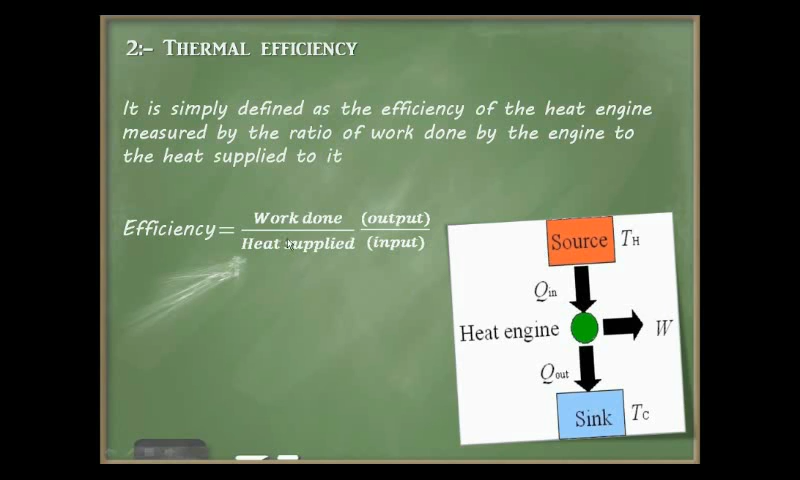 2:- Thermal efficiency
It is simply defined as the efficiency of the heat engine
measured by the ratio of work done by the engine to
the heat supplied to it
Efficiency= Work done (output)
Heat supplied (input)
Source TH
Qin
Heat engine W
Qout
Sink TC